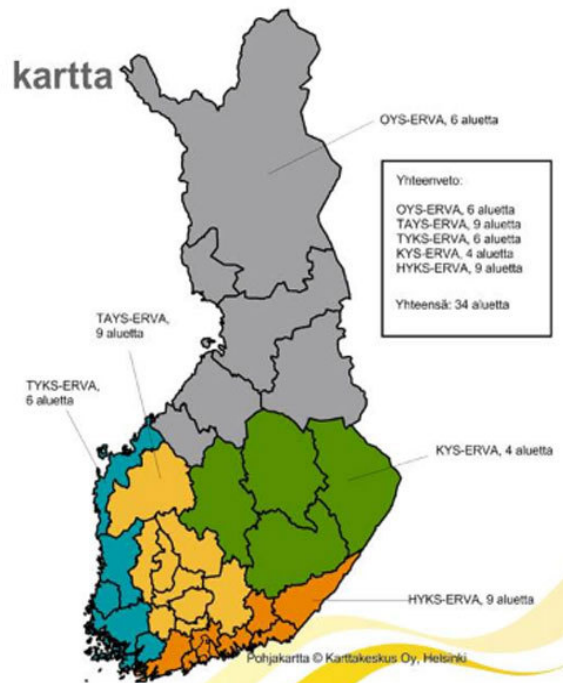 kartta
OYS-ERVA, 6 aluetta
Yhteenveto:
OYS-ERVA, 6 aluetta
TAYS-ERVA, 9 aluetta
TYKS-ERVA, 6 aluetta
KYS-ERVA, 4 aluetta
HYKS-ERVA, 9 aluetta
Yhteensä: 34 aluetta
TAYS-ERVA,
9 aluetta
TYKS-ERVA,
6 aluetta
KYS-ERVA, 4 aluetta
HYKS-ERVA, 9 aluetta
Pohjakartta © Karttakeskus Oy, Helsinki